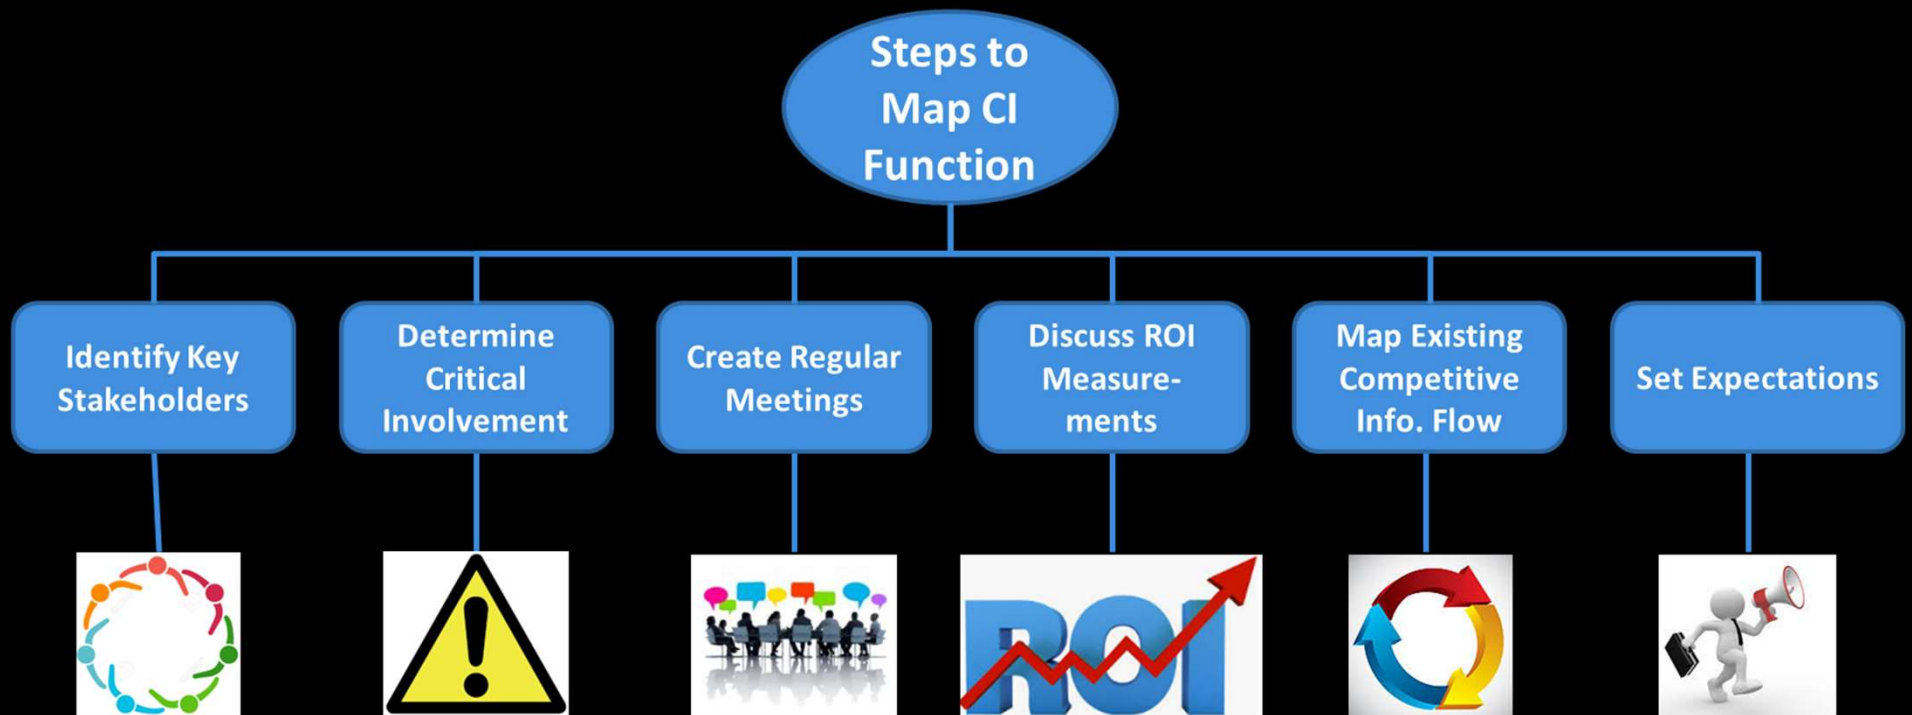 Steps to
Map CI
Function
Identify Key
Stakeholders
Determine
Critical
Involvement
Create Regular
Meetings
Discuss ROI
Measure-
ments
Map Existing
Competitive
Info. Flow
Set Expectations
ROI